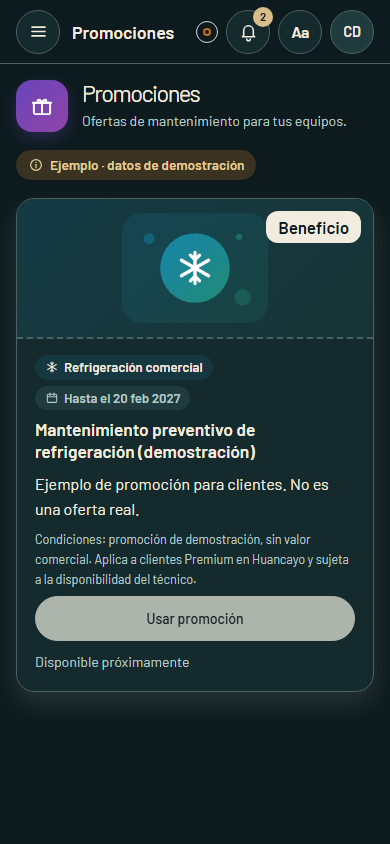 Promociones
2
Aa
CD
Promociones
Ofertas de mantenimiento para tus equipos.
Ejemplo · datos de demostración
Beneficio
Refrigeración comercial
Hasta el 20 feb 2027
Mantenimiento preventivo de
refrigeración (demostración)
Ejemplo de promoción para clientes. No es
una oferta real.
Condiciones: promoción de demostración, sin valor
comercial. Aplica a clientes Premium en Huancayo y sujeta
a la disponibilidad del técnico.
Usar promoción
Disponible próximamente